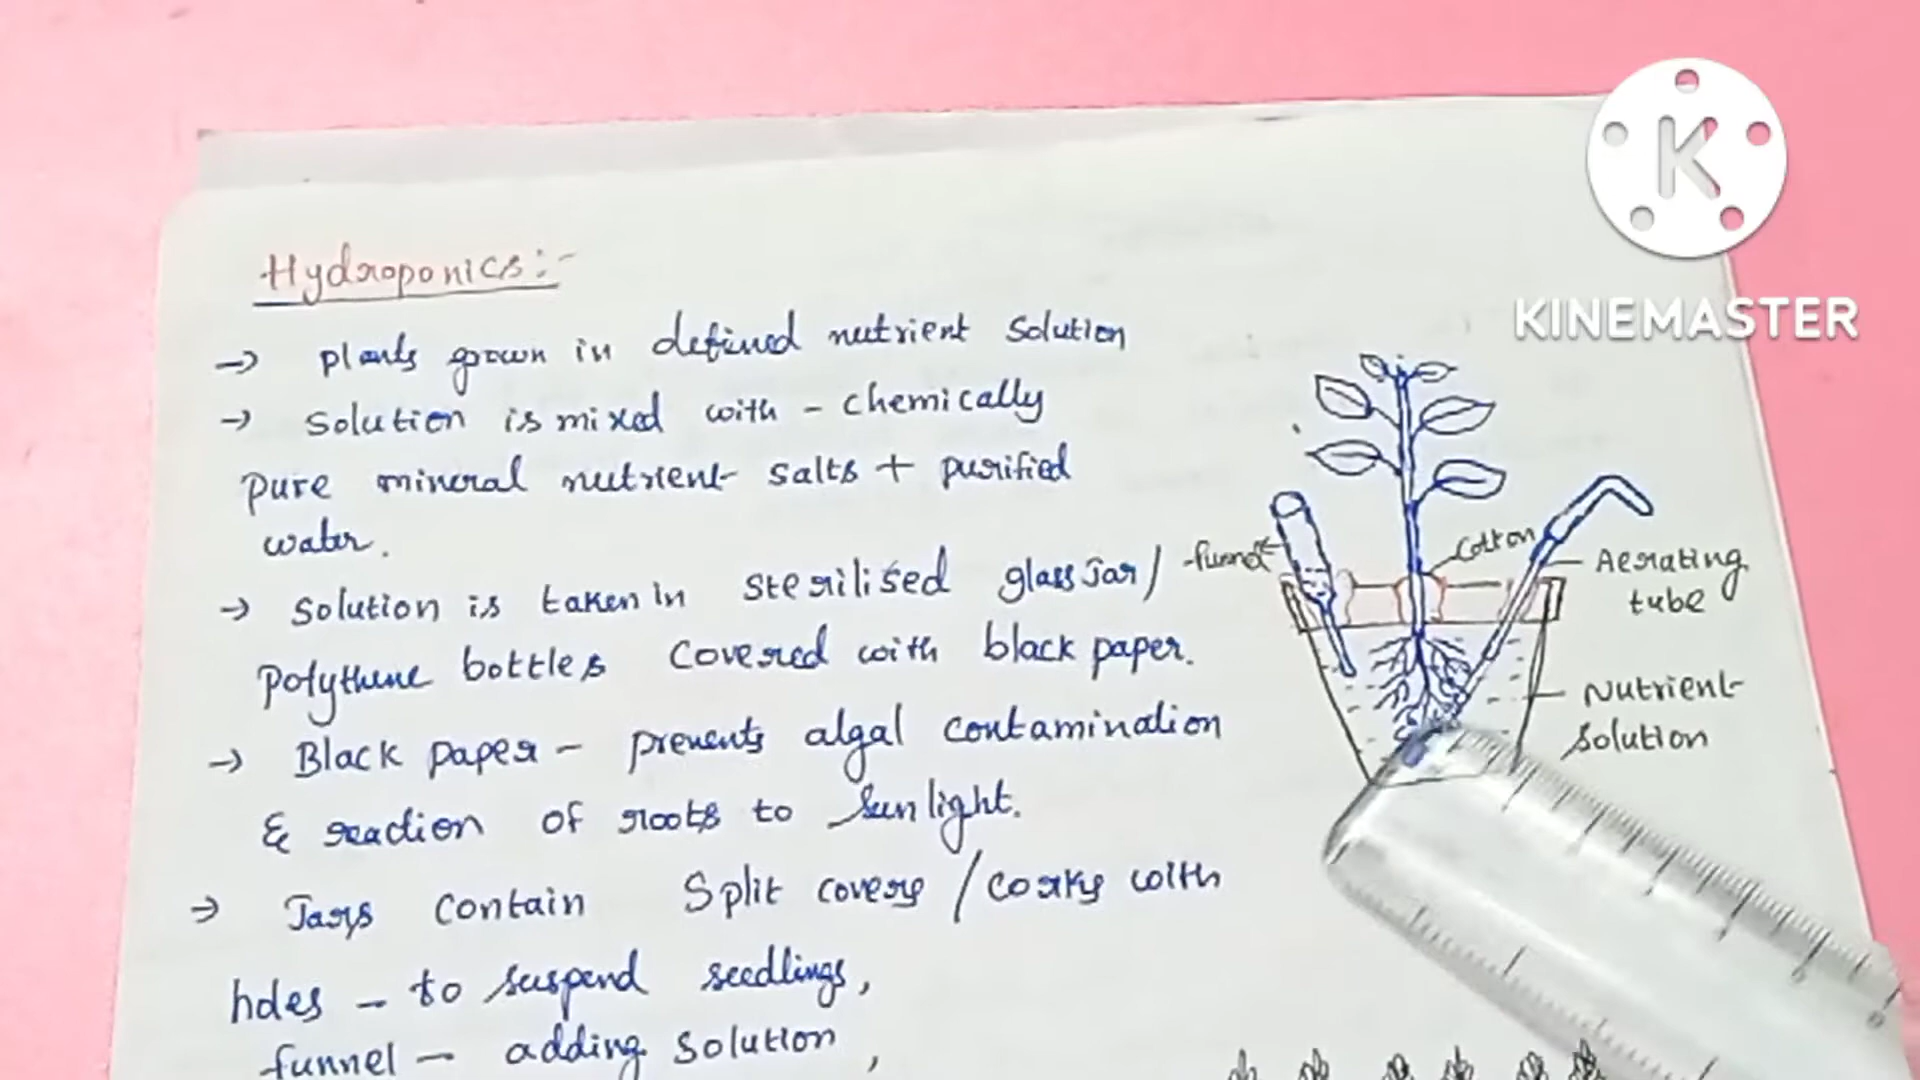 KINEMASTER
Hydroponics:-
→ plants grown in defined nutrient solution
→ solution is mixed with - chemically
pure mineral nutrient salts + purified
water.
→ solution is taken in sterilised glass Jar/
Polythene bottles covered with black paper.
→ Black paper - prevents algal contamination
& reaction of roots to sunlight.
→ Jars contain split covers / corks with
holes - to suspend seedlings,
funnel - adding solution,
funnel
cotton
Aerating
tube
Nutrient
solution